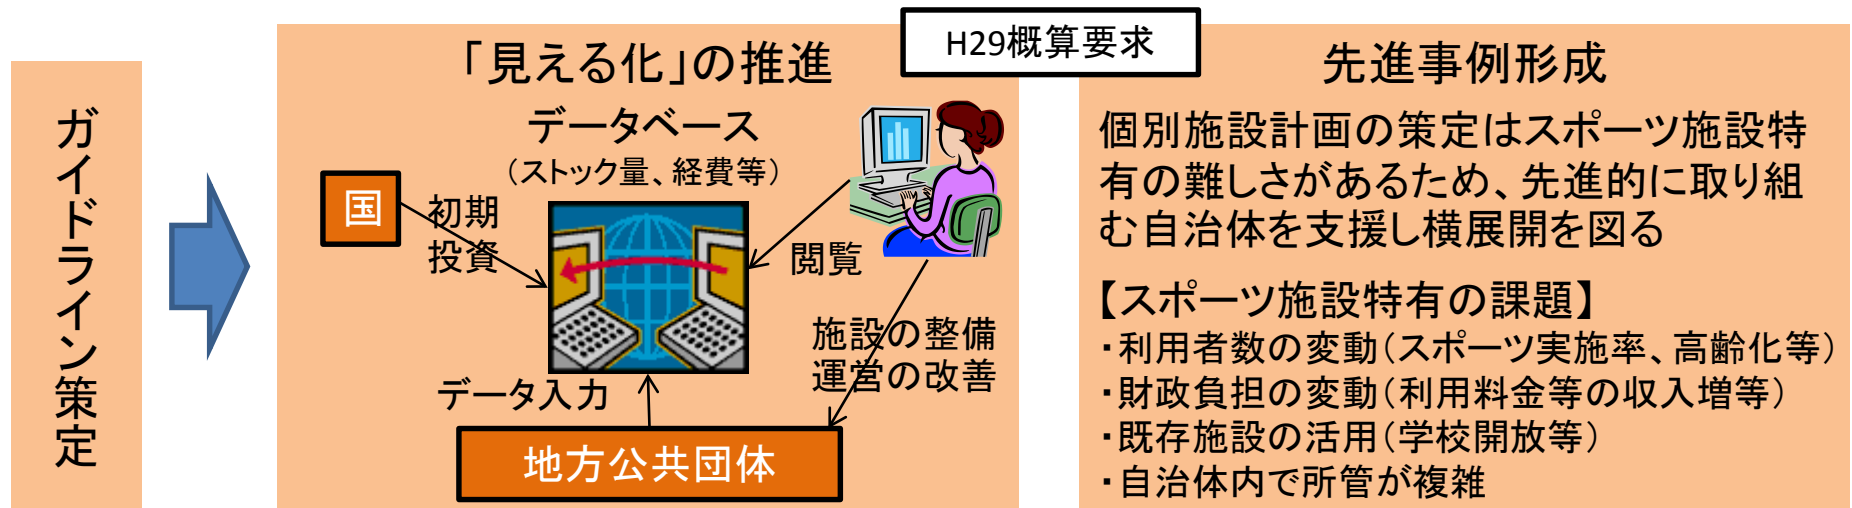 ガイドライン策定
H29概算要求
「見える化」の推進
データベース
（ストック量、経費等）
国
初期
投資
閲覧
施設の整備
運営の改善
データ入力
地方公共団体
先進事例形成
個別施設計画の策定はスポーツ施設特
有の難しさがあるため、先進的に取り組
む自治体を支援し横展開を図る
【スポーツ施設特有の課題】
・利用者数の変動（スポーツ実施率、高齢化等）
・財政負担の変動（利用料金等の収入増等）
・既存施設の活用（学校開放等）
・自治体内で所管が複雑